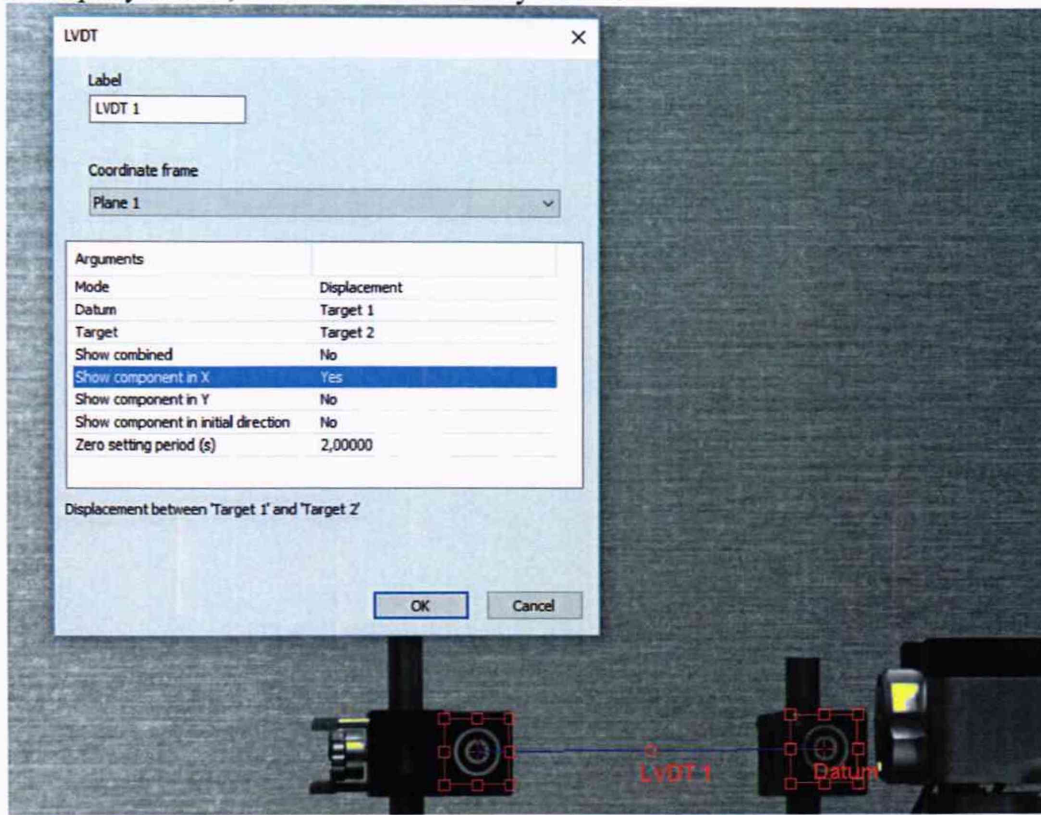 LVDT
Label
LVDT 1
Coordinate frame
Plane 1
Arguments
Mode Displacement
Datum Target 1
Target Target 2
Show combined No
Show component in X Yes
Show component in Y No
Show component in initial direction No
Zero setting period (s) 2,00000
Displacement between 'Target 1' and 'Target 2'
OK Cancel
LVDT 1 Datum